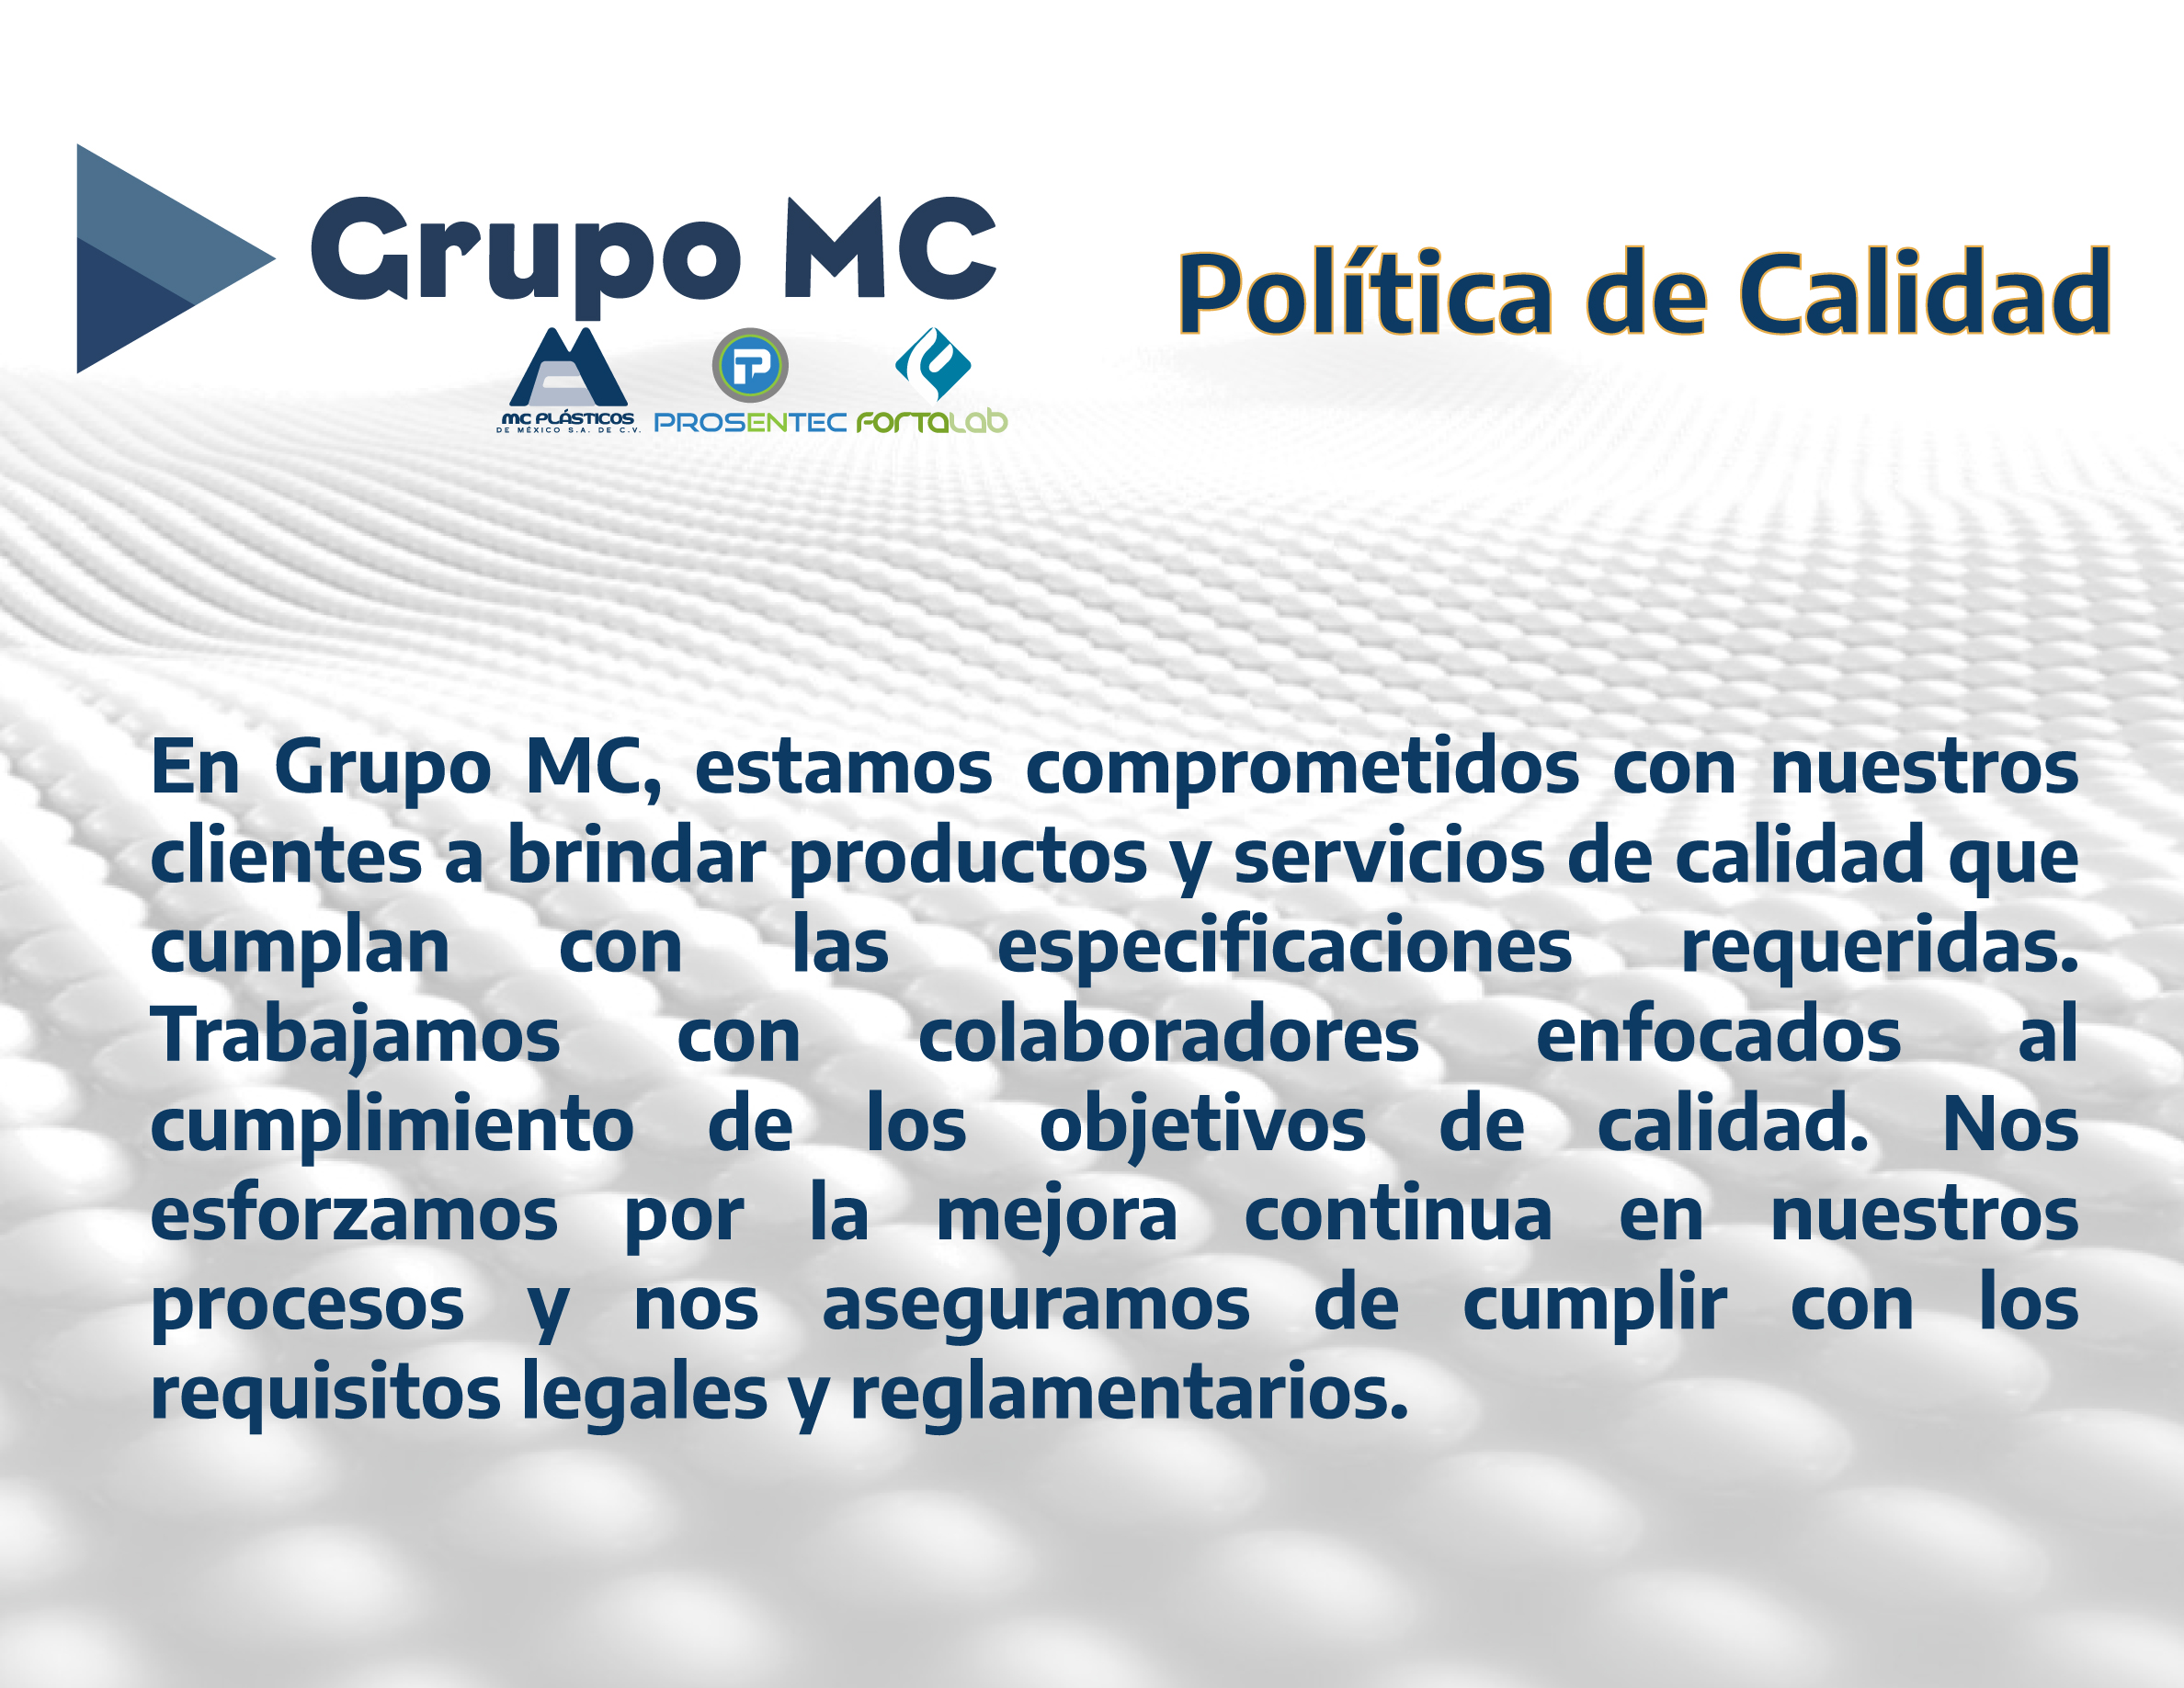 Grupo MC
Política de Calidad
MC PLÁSTICOS
DE MÉXICO S.A. DE C.V.
PROSENTEC
FORTALAB
En Grupo MC, estamos comprometidos con nuestros
clientes a brindar productos y servicios de calidad que
cumplan con las especificaciones requeridas.
Trabajamos con colaboradores enfocados al
cumplimiento de los objetivos de calidad. Nos
esforzamos por la mejora continua en nuestros
procesos y nos aseguramos de cumplir con los
requisitos legales y reglamentarios.